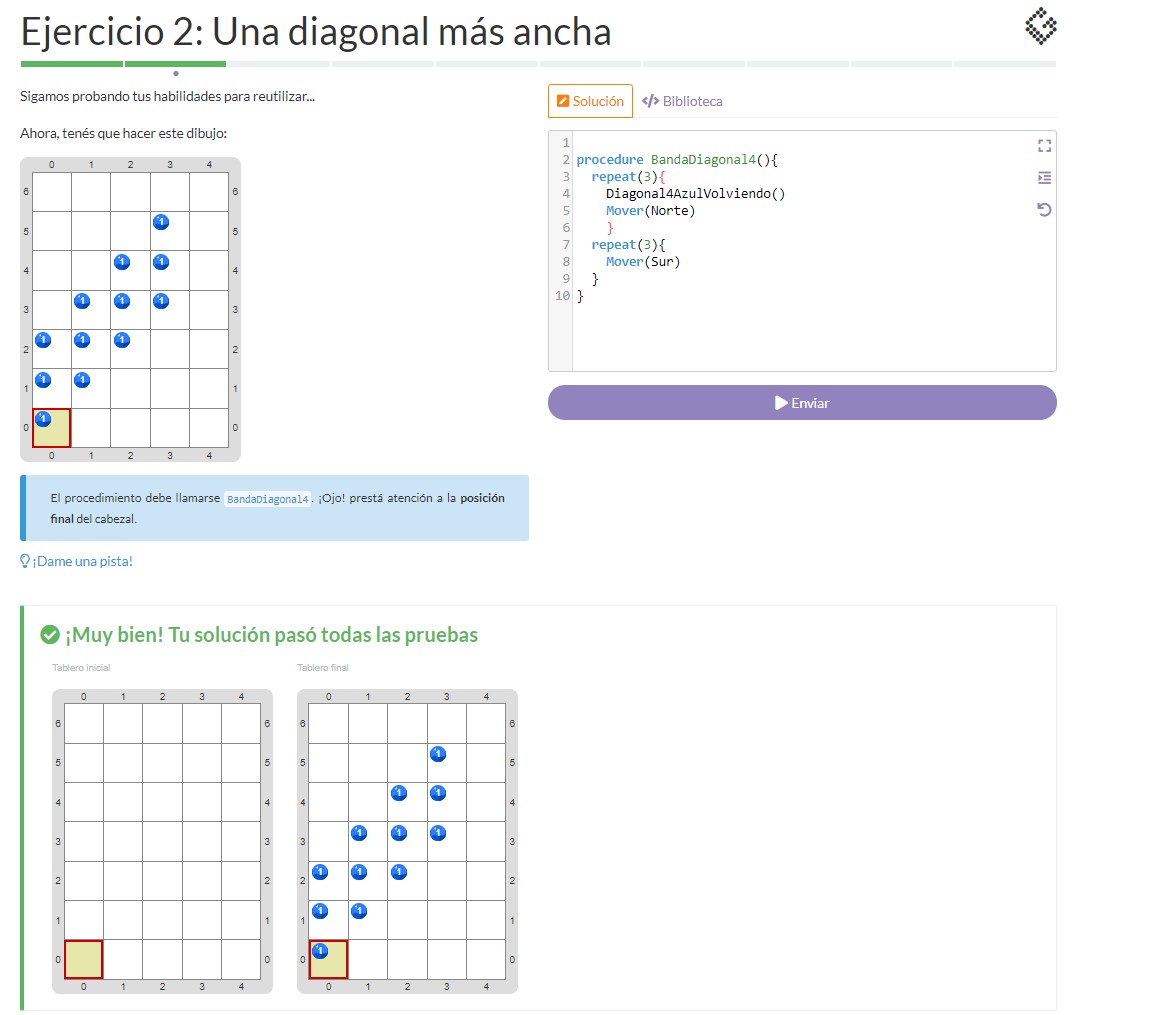 Ejercicio 2: Una diagonal más ancha
Sigamos probando tus habilidades para reutilizar...
Ahora, tenés que hacer este dibujo:
0 1 2 3 4
6 6
5 1 5
4 1 1 4
3 1 1 1 3
2 1 1 1 2
1 1 1 1
0 1 0
0 1 2 3 4
El procedimiento debe llamarse BandaDiagonal4. ¡Ojo! prestá atención a la posición
final del cabezal.
¡Dame una pista!
Solución </> Biblioteca
1
2 procedure BandaDiagonal4(){
3 repeat(3){
4 Diagonal4AzulVolviendo()
5 Mover(Norte)
6 }
7 repeat(3){
8 Mover(Sur)
9 }
10 }
Enviar
¡Muy bien! Tu solución pasó todas las pruebas
Tablero inicial
0 1 2 3 4
6 6
5 5
4 4
3 3
2 2
1 1
0 0
0 1 2 3 4
Tablero final
0 1 2 3 4
6 6
5 1 5
4 1 1 4
3 1 1 1 3
2 1 1 1 2
1 1 1 1
0 1 0
0 1 2 3 4